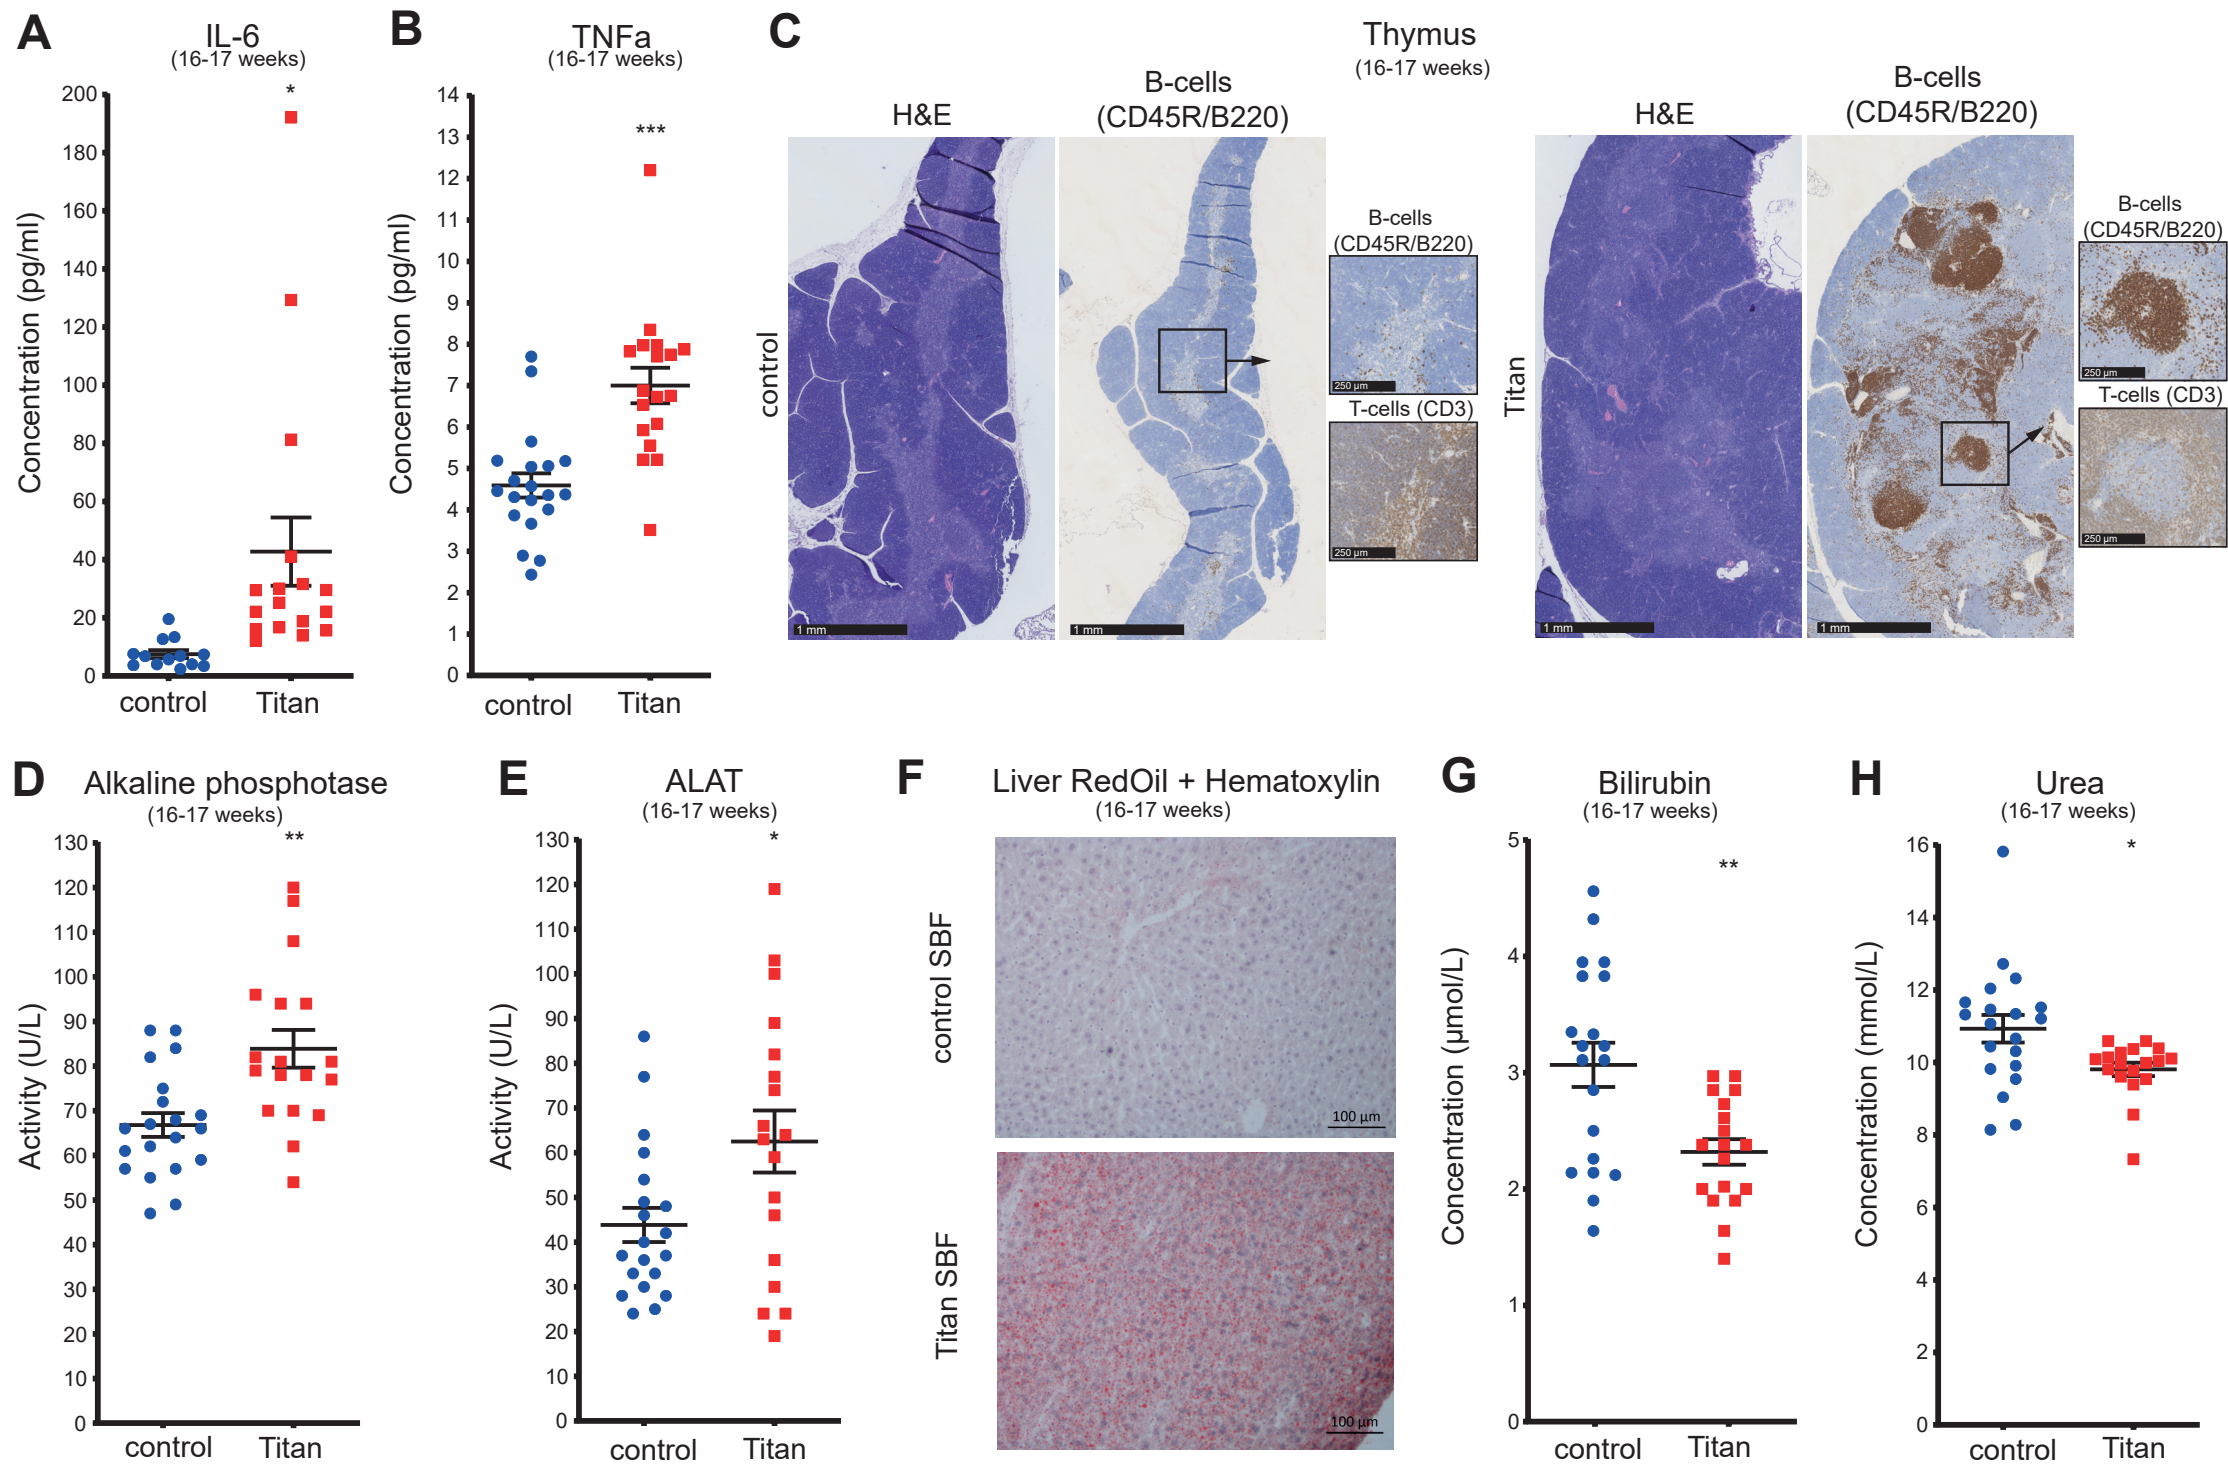 A
IL-6
(16-17 weeks)
*
Concentration (pg/ml)
200
180
160
140
120
100
80
60
40
20
0
control
Titan
B
TNFa
(16-17 weeks)
***
Concentration (pg/ml)
14
13
12
11
10
9
8
7
6
5
4
3
2
1
0
control
Titan
C
Thymus
(16-17 weeks)
control
H&E
1 mm
B-cells
(CD45R/B220)
1 mm
B-cells
(CD45R/B220)
250 µm
T-cells (CD3)
250 µm
Titan
H&E
1 mm
B-cells
(CD45R/B220)
1 mm
B-cells
(CD45R/B220)
250 µm
T-cells (CD3)
250 µm
D
Alkaline phosphotase
(16-17 weeks)
**
Activity (U/L)
130
120
110
100
90
80
70
60
50
40
30
20
10
0
control
Titan
E
ALAT
(16-17 weeks)
*
Activity (U/L)
130
120
110
100
90
80
70
60
50
40
30
20
10
0
control
Titan
F
Liver RedOil + Hematoxylin
(16-17 weeks)
control SBF
100 µm
Titan SBF
100 µm
G
Bilirubin
(16-17 weeks)
**
Concentration (µmol/L)
5
4
3
2
1
0
control
Titan
H
Urea
(16-17 weeks)
*
Concentration (mmol/L)
16
14
12
10
8
6
4
2
0
control
Titan